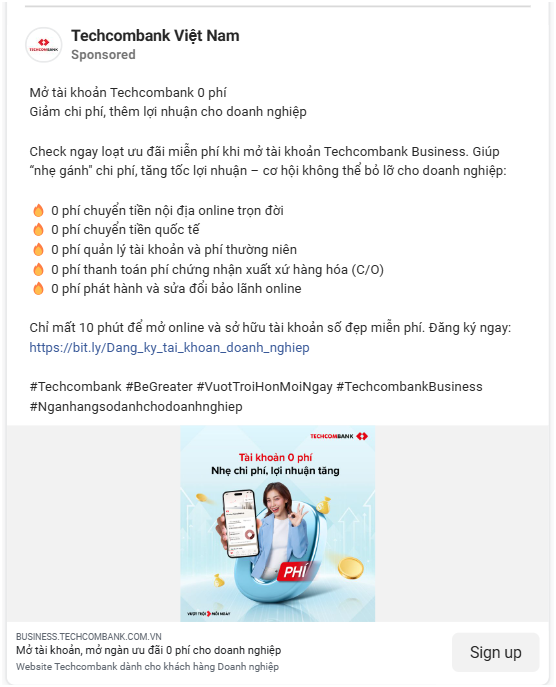 TECHCOMBANK
Techcombank Việt Nam
Sponsored
Mở tài khoản Techcombank 0 phí
Giảm chi phí, thêm lợi nhuận cho doanh nghiệp
Check ngay loạt ưu đãi miễn phí khi mở tài khoản Techcombank Business. Giúp
“nhẹ gánh" chi phí, tăng tốc lợi nhuận – cơ hội không thể bỏ lỡ cho doanh nghiệp:
🔥 0 phí chuyển tiền nội địa online trọn đời
🔥 0 phí chuyển tiền quốc tế
🔥 0 phí quản lý tài khoản và phí thường niên
🔥 0 phí thanh toán phí chứng nhận xuất xứ hàng hóa (C/O)
🔥 0 phí phát hành và sửa đổi bảo lãnh online
Chỉ mất 10 phút để mở online và sở hữu tài khoản số đẹp miễn phí. Đăng ký ngay:
https://bit.ly/Dang_ky_tai_khoan_doanh_nghiep
#Techcombank #BeGreater #VuotTroiHonMoiNgay #TechcombankBusiness
#Nganhangsodanhchodoanhnghiep
TECHCOMBANK
Tài khoản 0 phí
Nhẹ chi phí, lợi nhuận tăng
PHÍ
VƯỢT TRỘI MỖI NGÀY
BUSINESS.TECHCOMBANK.COM.VN
Mở tài khoản, mở ngàn ưu đãi 0 phí cho doanh nghiệp
Website Techcombank dành cho khách hàng Doanh nghiệp
Sign up